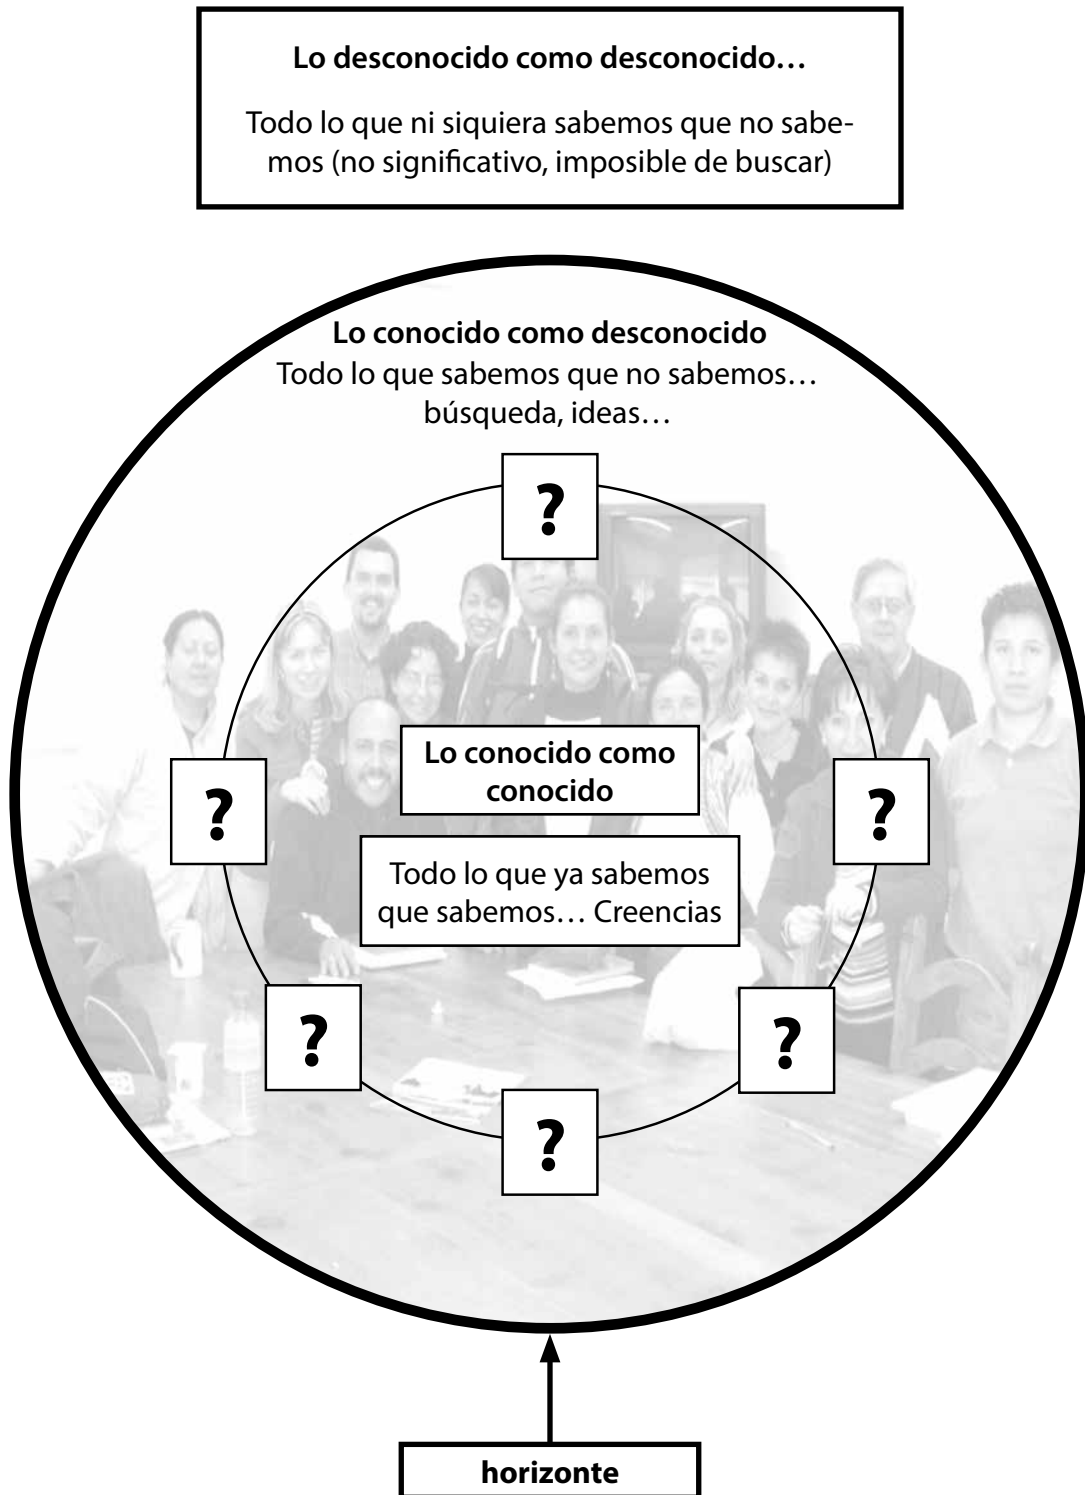 Lo desconocido como desconocido…
Todo lo que ni siquiera sabemos que no sabe-
mos (no significativo, imposible de buscar)
Lo conocido como desconocido
Todo lo que sabemos que no sabemos…
búsqueda, ideas…
?
Lo conocido como
conocido
?
?
Todo lo que ya sabemos
que sabemos… Creencias
?
?
?
horizonte